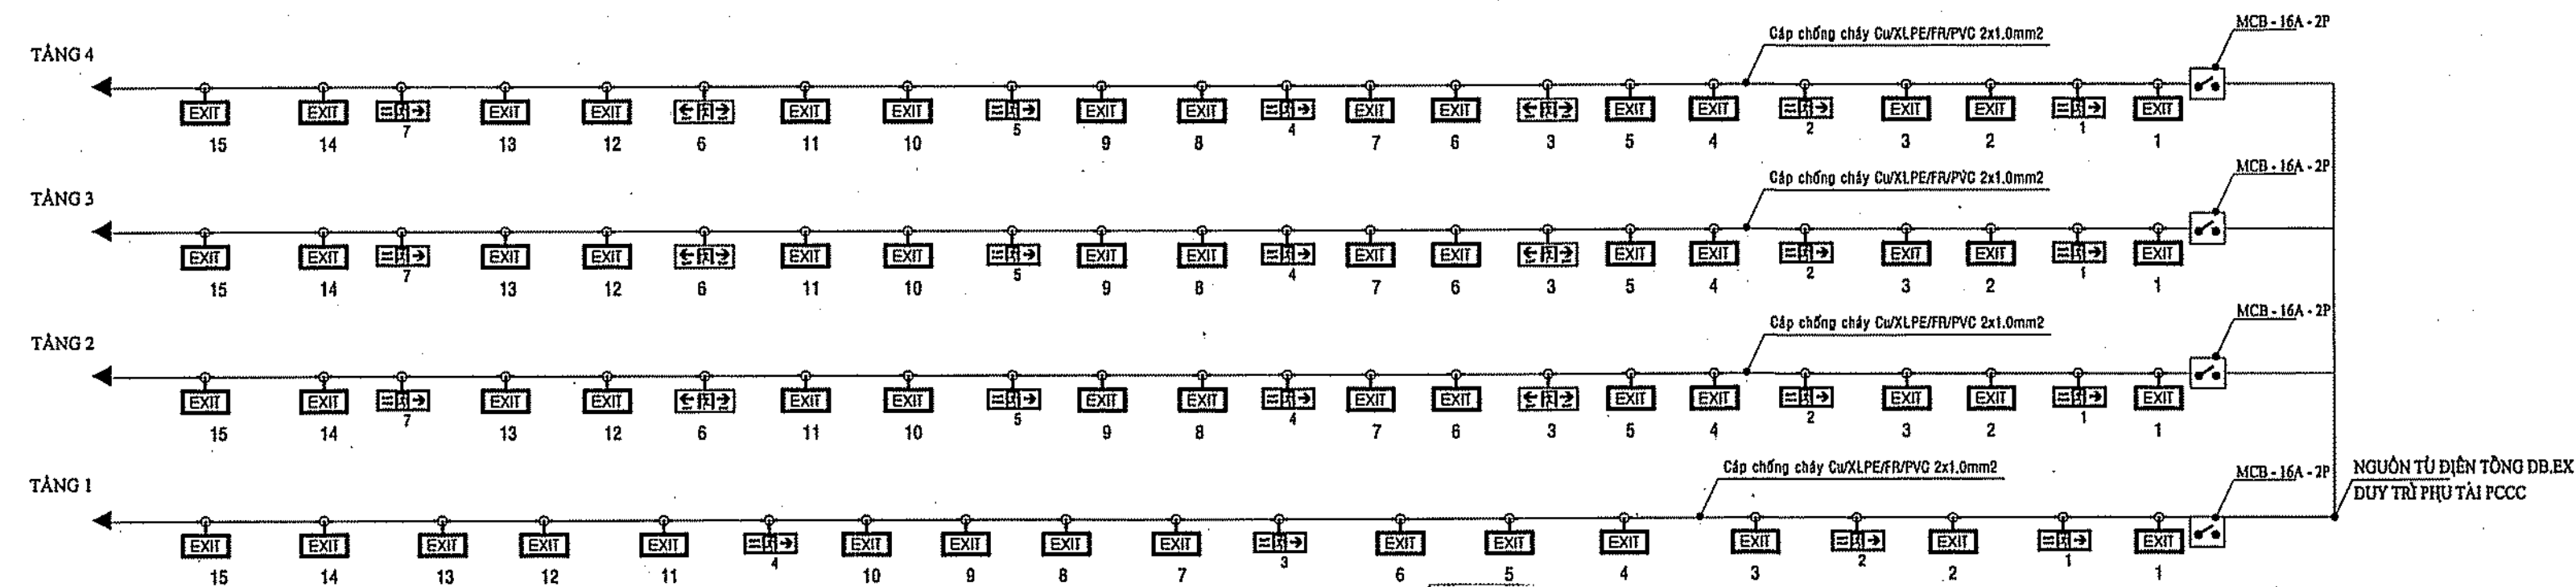 Cáp chống cháy Cu/XLPE/FR/PVC 2x1.0mm2
MCB - 16A - 2P
TẦNG 4
EXIT EXIT EXIT EXIT EXIT EXIT EXIT EXIT EXIT EXIT EXIT EXIT EXIT EXIT EXIT
15 14 7 13 12 6 11 10 5 9 8 4 7 6 3 5 4 2 3 2 1 1
Cáp chống cháy Cu/XLPE/FR/PVC 2x1.0mm2
MCB - 16A - 2P
TẦNG 3
EXIT EXIT EXIT EXIT EXIT EXIT EXIT EXIT EXIT EXIT EXIT EXIT EXIT EXIT EXIT
15 14 7 13 12 6 11 10 5 9 8 4 7 6 3 5 4 2 3 2 1 1
Cáp chống cháy Cu/XLPE/FR/PVC 2x1.0mm2
MCB - 16A - 2P
TẦNG 2
EXIT EXIT EXIT EXIT EXIT EXIT EXIT EXIT EXIT EXIT EXIT EXIT EXIT EXIT EXIT
15 14 7 13 12 6 11 10 5 9 8 4 7 6 3 5 4 2 3 2 1 1
Cáp chống cháy Cu/XLPE/FR/PVC 2x1.0mm2
MCB - 16A - 2P
NGUỒN TỦ ĐIỆN TỔNG DB.EX
DUY TRÌ PHỤ TẢI PCCC
TẦNG 1
EXIT EXIT EXIT EXIT EXIT EXIT EXIT EXIT EXIT EXIT EXIT EXIT EXIT EXIT EXIT
15 14 13 12 11 4 10 9 8 7 3 6 5 4 3 2 2 1 1